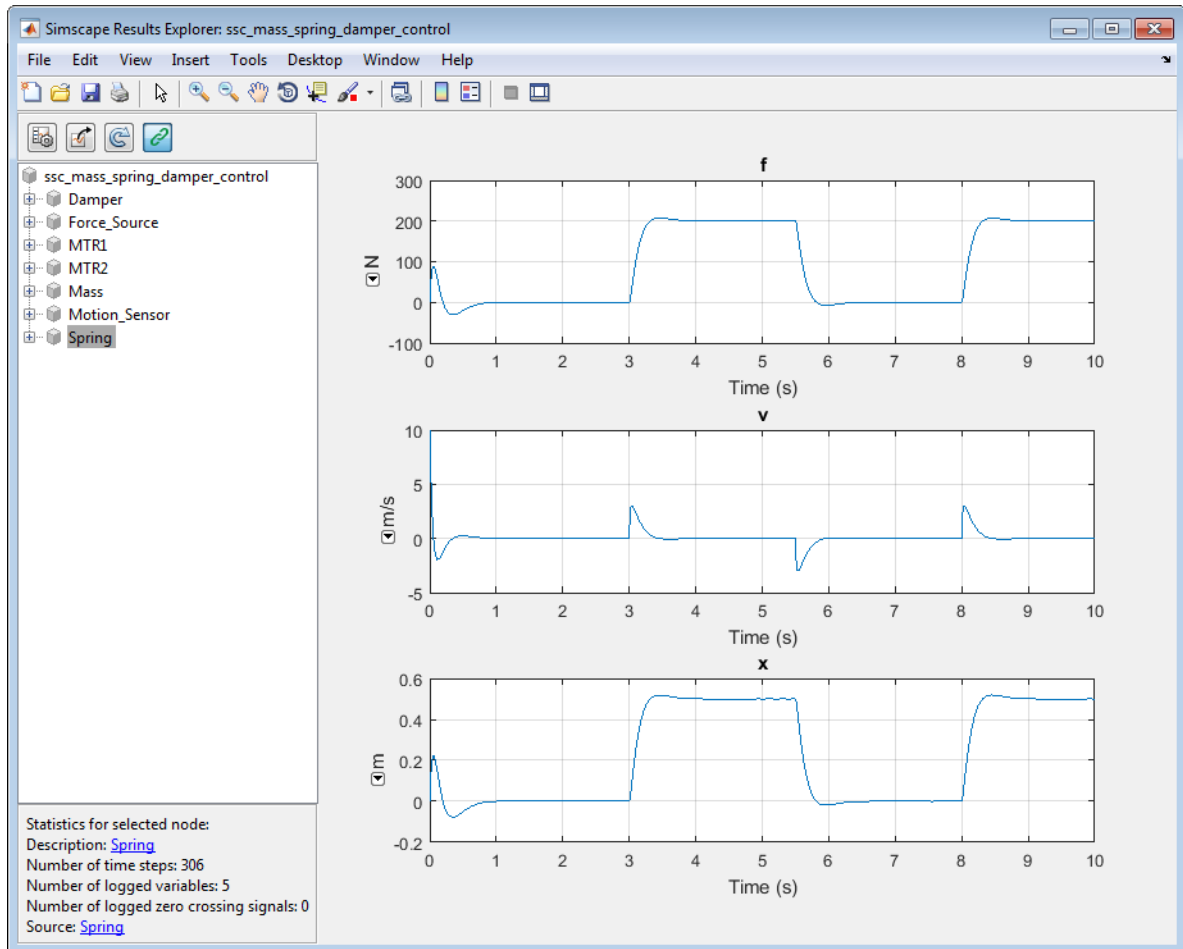 Simscape Results Explorer: ssc_mass_spring_damper_control
File Edit View Insert Tools Desktop Window Help
ssc_mass_spring_damper_control
Damper
Force_Source
MTR1
MTR2
Mass
Motion_Sensor
Spring
Statistics for selected node:
Description: Spring
Number of time steps: 306
Number of logged variables: 5
Number of logged zero crossing signals: 0
Source: Spring
f
300
200
100
0
-100
N
0 1 2 3 4 5 6 7 8 9 10
Time (s)
v
10
5
0
-5
m/s
0 1 2 3 4 5 6 7 8 9 10
Time (s)
x
0.6
0.4
0.2
0
-0.2
m
0 1 2 3 4 5 6 7 8 9 10
Time (s)